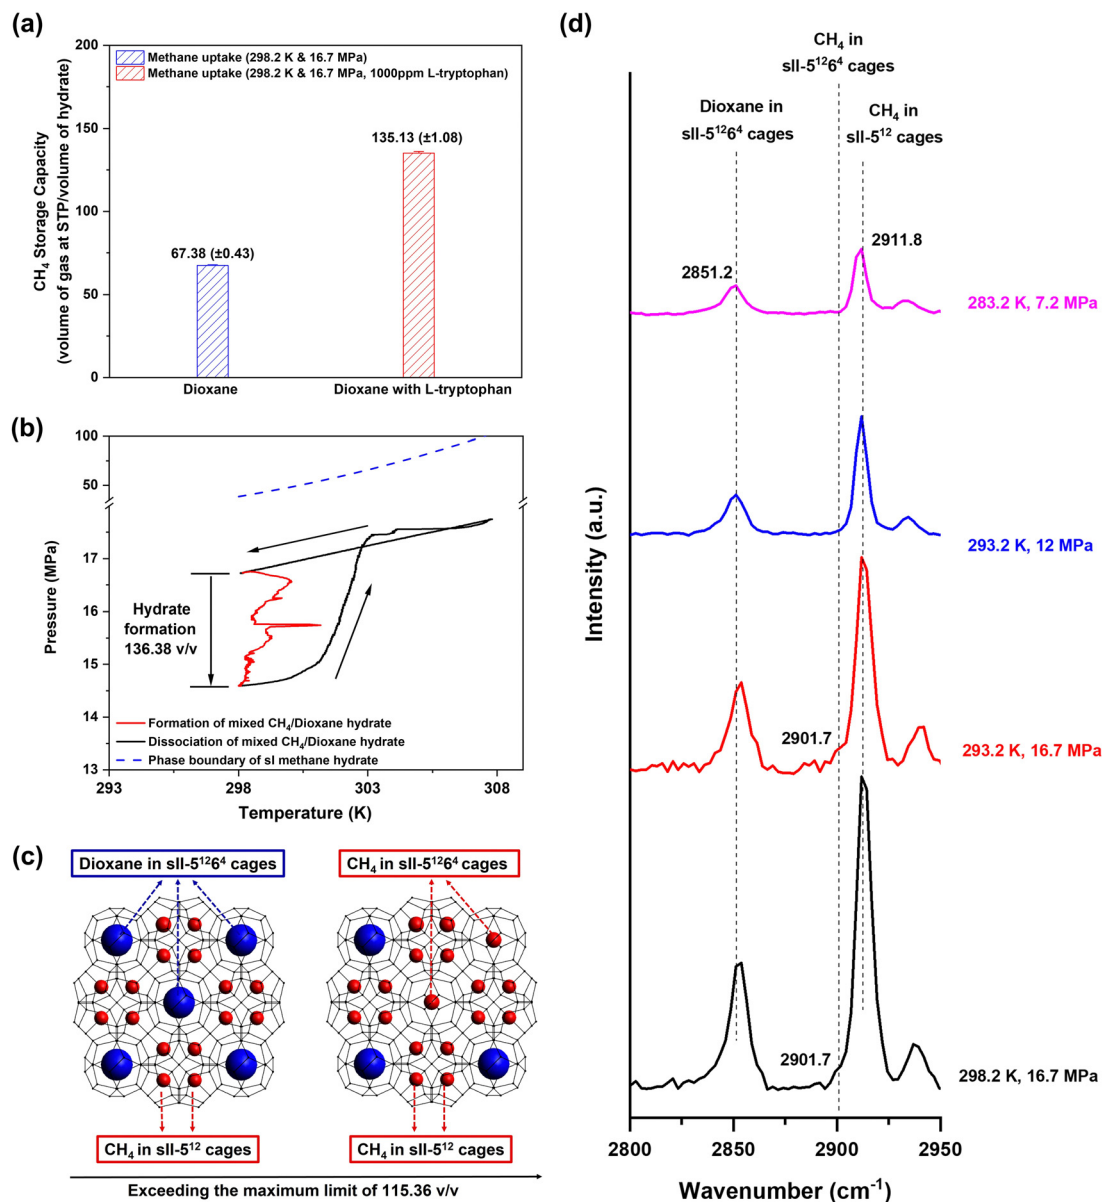 (a)
200
150
100
50
0
CH₄ Storage Capacity
(volume of gas at STP/volume of hydrate)
Methane uptake (298.2 K & 16.7 MPa)
Methane uptake (298.2 K & 16.7 MPa, 1000ppm L-tryptophan)
135.13 (±1.08)
67.38 (±0.43)
Dioxane
Dioxane with L-tryptophan
(b)
100
50
17
16
15
14
13
Pressure (MPa)
Hydrate
formation
136.38 v/v
Formation of mixed CH₄/Dioxane hydrate
Dissociation of mixed CH₄/Dioxane hydrate
Phase boundary of sI methane hydrate
293
298
303
308
Temperature (K)
(c)
Dioxane in sII-5¹²6⁴ cages
CH₄ in sII-5¹²6⁴ cages
CH₄ in sII-5¹² cages
CH₄ in sII-5¹² cages
Exceeding the maximum limit of 115.36 v/v
(d)
CH₄ in
sII-5¹²6⁴ cages
Dioxane in
sII-5¹²6⁴ cages
CH₄ in
sII-5¹² cages
2911.8
2851.2
283.2 K, 7.2 MPa
293.2 K, 12 MPa
2901.7
293.2 K, 16.7 MPa
2901.7
298.2 K, 16.7 MPa
Intensity (a.u.)
2800
2850
2900
2950
Wavenumber (cm⁻¹)